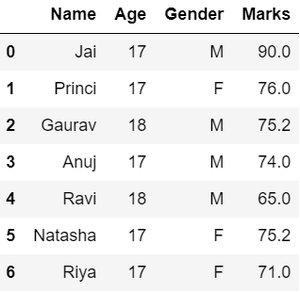 Name Age Gender Marks
0 Jai 17 M 90.0
1 Princi 17 F 76.0
2 Gaurav 18 M 75.2
3 Anuj 17 M 74.0
4 Ravi 18 M 65.0
5 Natasha 17 F 75.2
6 Riya 17 F 71.0